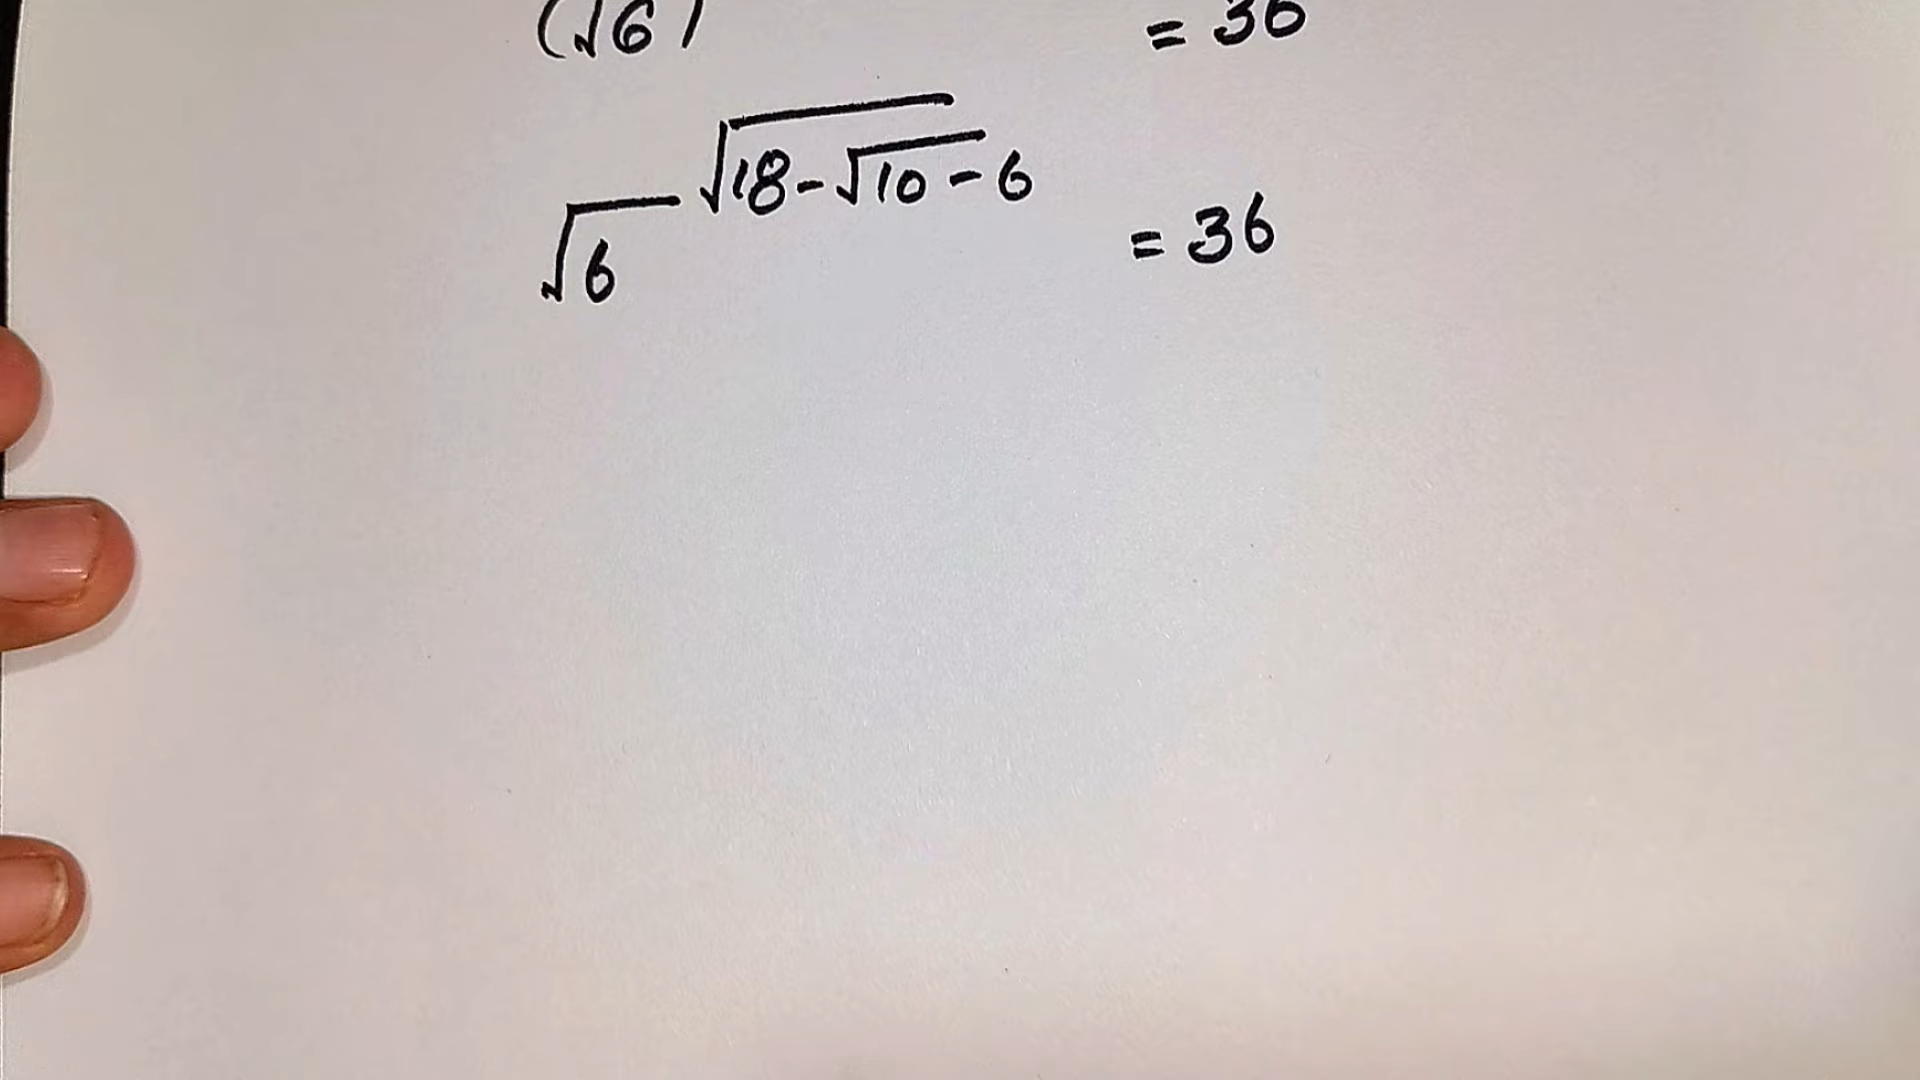 (√6) = 36
√6^√18-√10-6 = 36